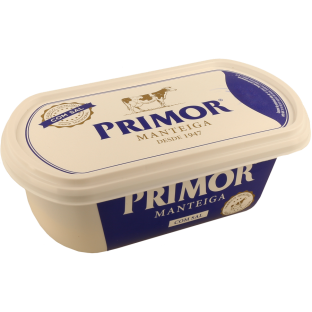 COM SAL
PRIMOR
MANTEIGA
DESDE 1947
PRIMOR
MANTEIGA
COM SAL